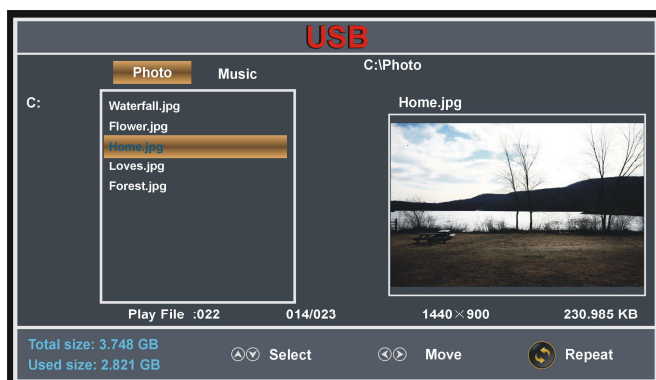 USB
Photo Music C:\Photo
C: Home.jpg
Waterfall.jpg
Flower.jpg
Home.jpg
Loves.jpg
Forest.jpg
Play File :022 014/023 1440×900 230.985 KB
Total size: 3.748 GB
Used size: 2.821 GB
Select Move Repeat